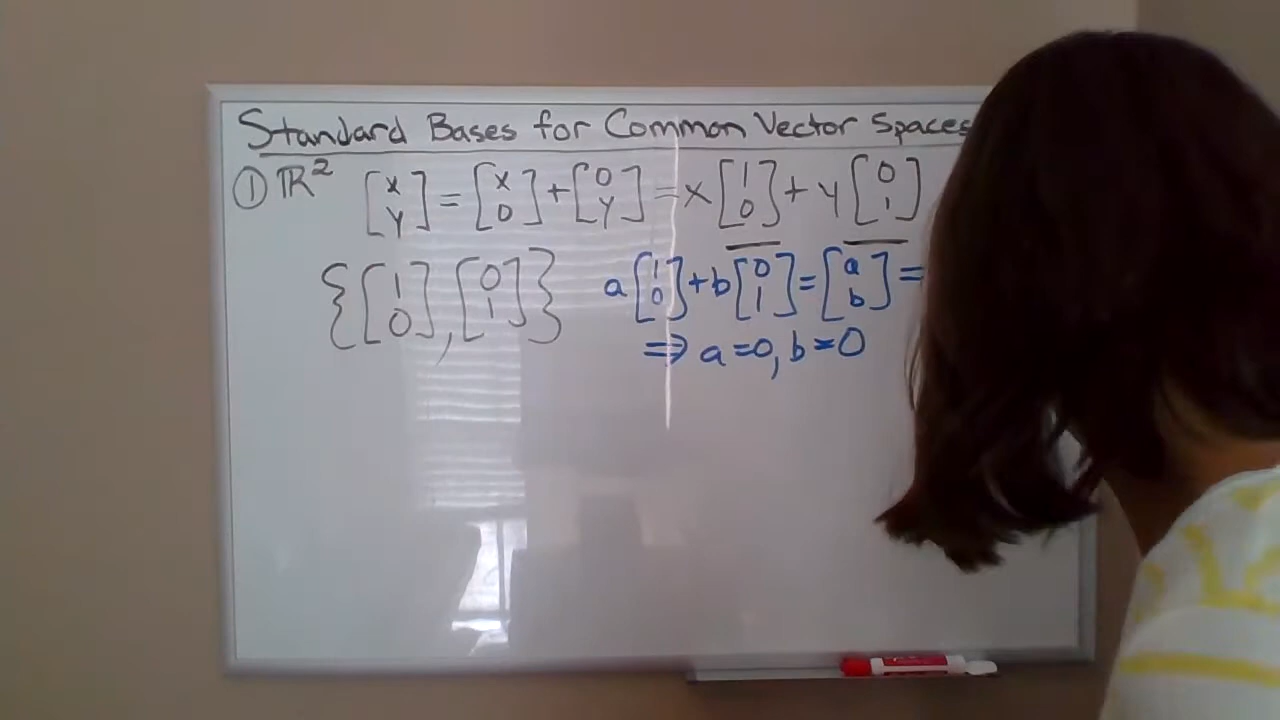 Standard Bases for Common Vector Spaces
① ℝ² [x y] = [x 0] + [0 y] = x [1 0] + y [0 1]
{[1 0], [0 1]} a [1 0] + b [0 1] = [a b] =
⇒ a=0, b=0